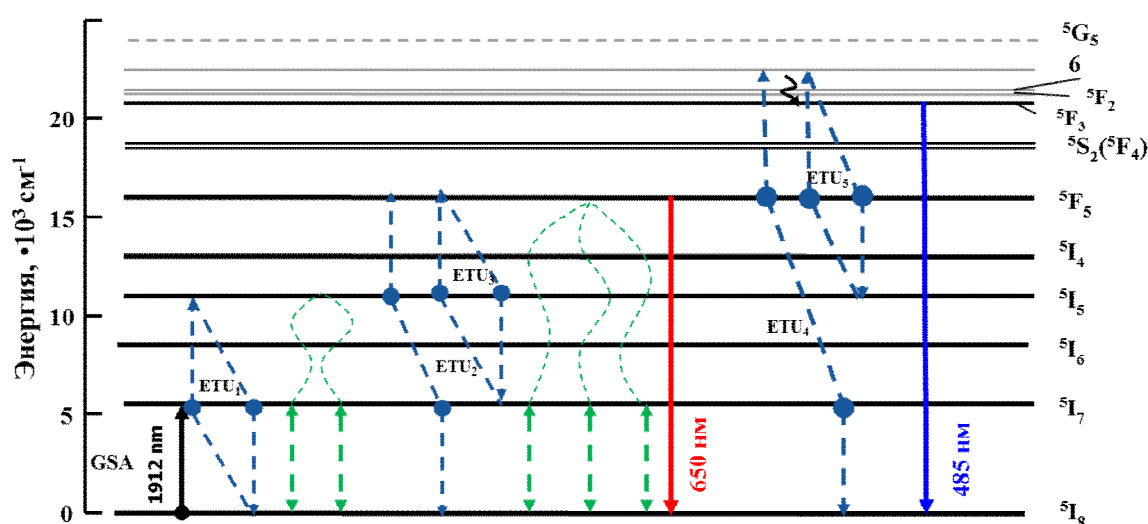 Энергия, •10³ см⁻¹
20
15
10
5
0
⁵G₅
6
⁵F₂
⁵F₃
⁵S₂(⁵F₄)
⁵F₅
⁵I₄
⁵I₅
⁵I₆
⁵I₇
⁵I₈
GSA
1912 nm
ETU₁
ETU₂
ETU₃
ETU₄
ETU₅
650 нм
485 нм